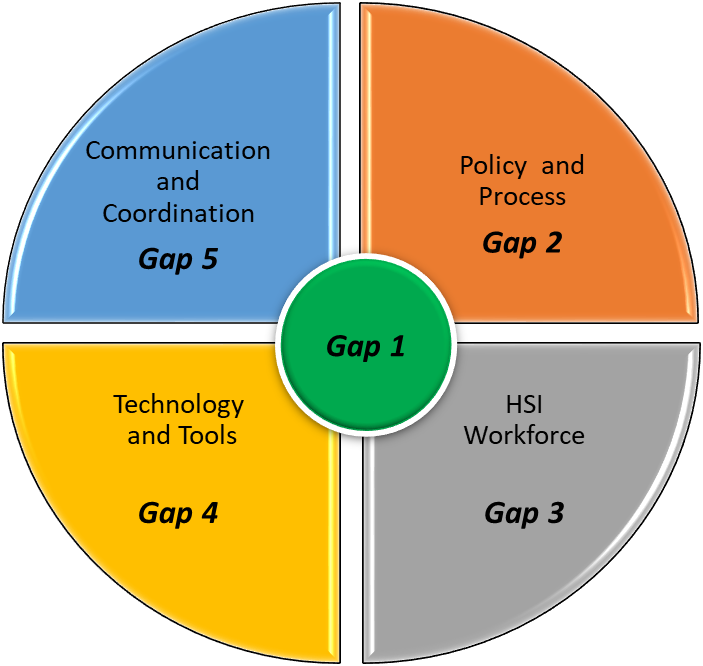 Communication
and
Coordination
Gap 5
Policy  and
Process
Gap 2
Gap 1
Technology
and Tools
Gap 4
HSI
Workforce
Gap 3